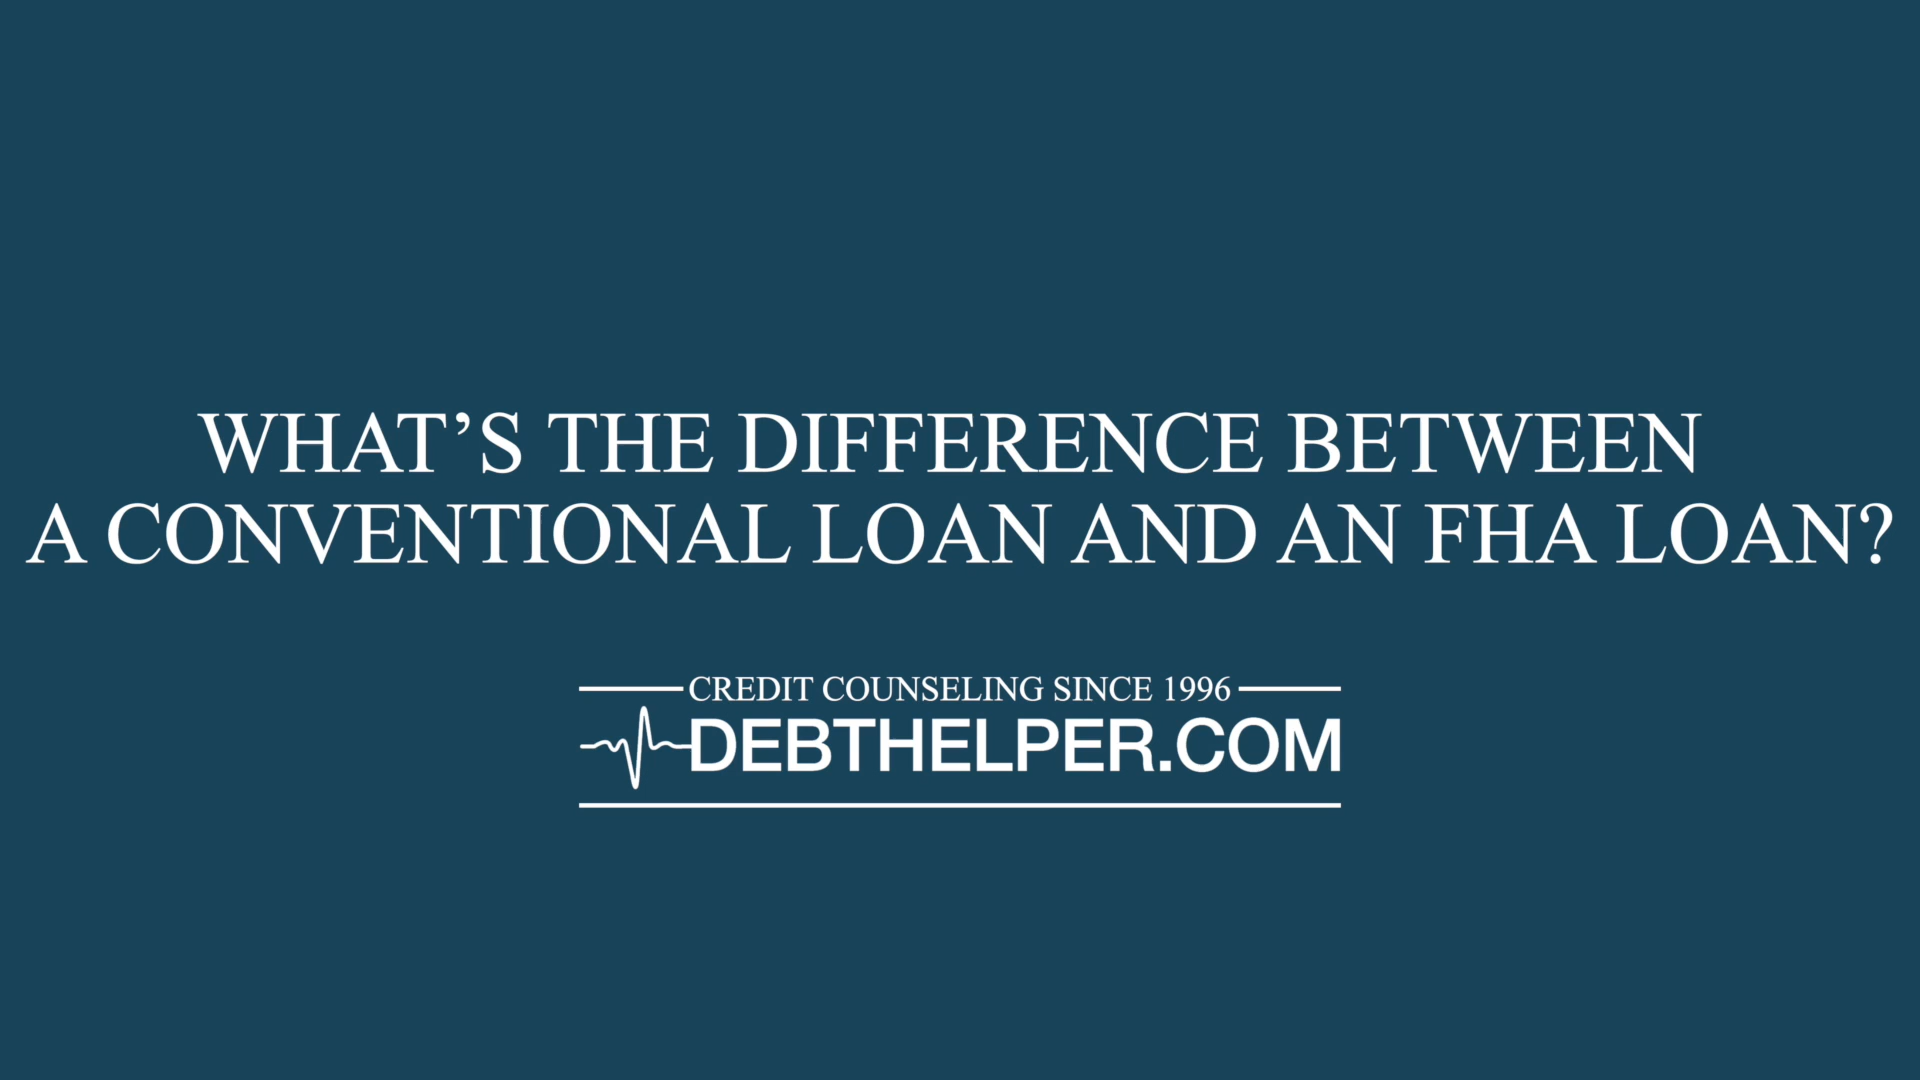 WHAT’S THE DIFFERENCE BETWEEN
A CONVENTIONAL LOAN AND AN FHA LOAN?
CREDIT COUNSELING SINCE 1996
DEBTHELPER.COM